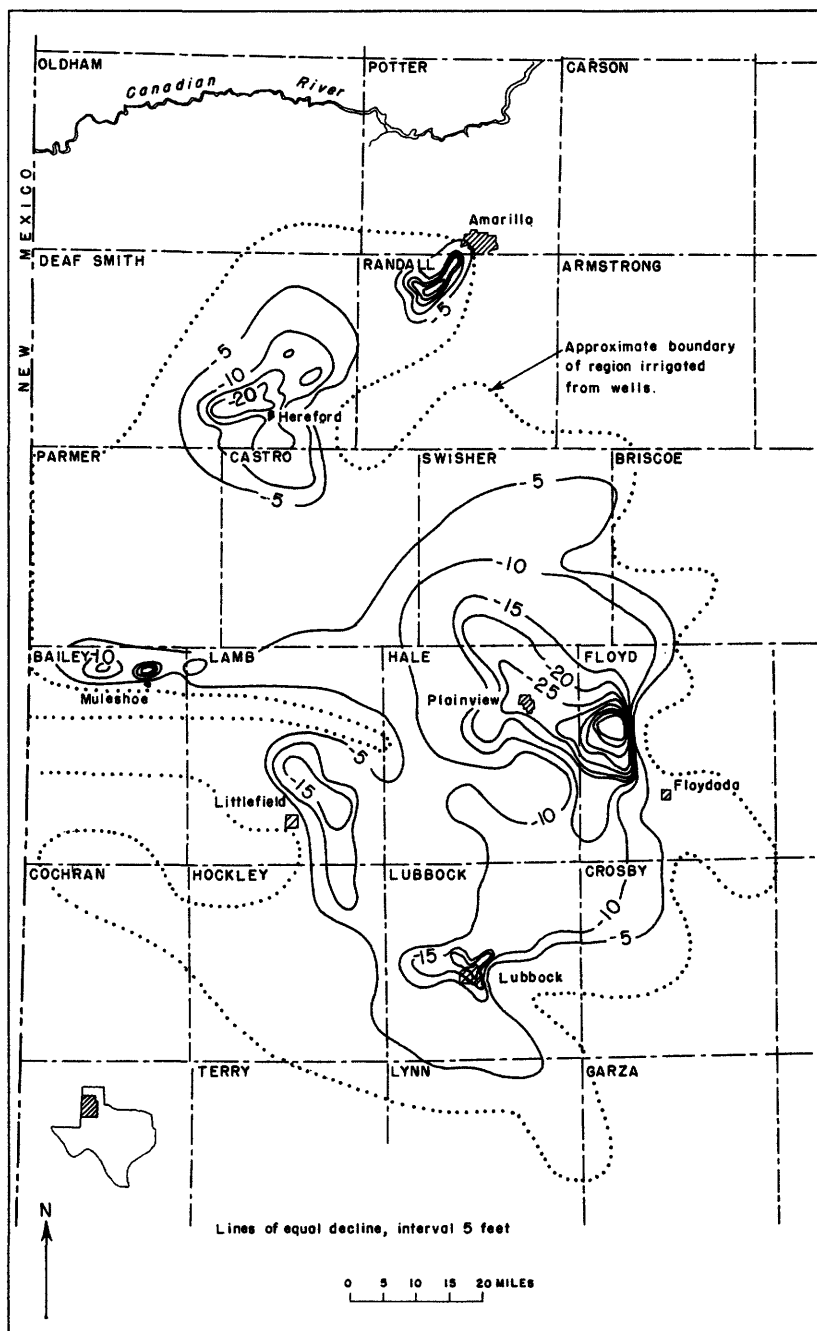 OLDHAM
POTTER
CARSON
Canadian River
NEW MEXICO
Amarillo
DEAF SMITH
RANDALL
ARMSTRONG
-5
-5
-10
-20
Approximate boundary
of region irrigated
from wells.
Hereford
PARMER
CASTRO
SWISHER
BRISCOE
-5
-5
-10
-15
BAILEY
-10
LAMB
HALE
FLOYD
-20
-25
Muleshoe
Plainview
-5
-15
Littlefield
-10
Floydada
COCHRAN
HOCKLEY
LUBBOCK
CROSBY
-10
-5
-15
Lubbock
TERRY
LYNN
GARZA
N
Lines of equal decline, interval 5 feet
0 5 10 15 20 MILES